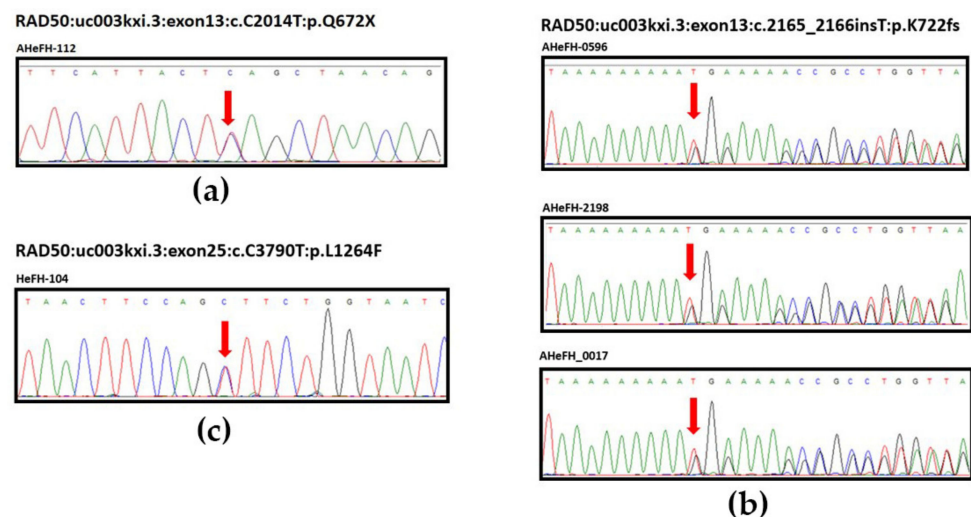 RAD50:uc003kxi.3:exon13:c.C2014T:p.Q672X
AHeFH-112
T T C A T T A C T C A G C T A A C A G
(a)
RAD50:uc003kxi.3:exon25:c.C3790T:p.L1264F
HeFH-104
T A A C T T C C A G C T T C T G G T A A T C
(c)
RAD50:uc003kxi.3:exon13:c.2165_2166insT:p.K722fs
AHeFH-0596
T A A A A A A A A A T G A A A A A C C G C C T G G T T A
AHeFH-2198
T A A A A A A A A A T G A A A A A C C G C C T G G T T A A
AHeFH_0017
T A A A A A A A A A T G A A A A A C C G C C T G G T T A
(b)